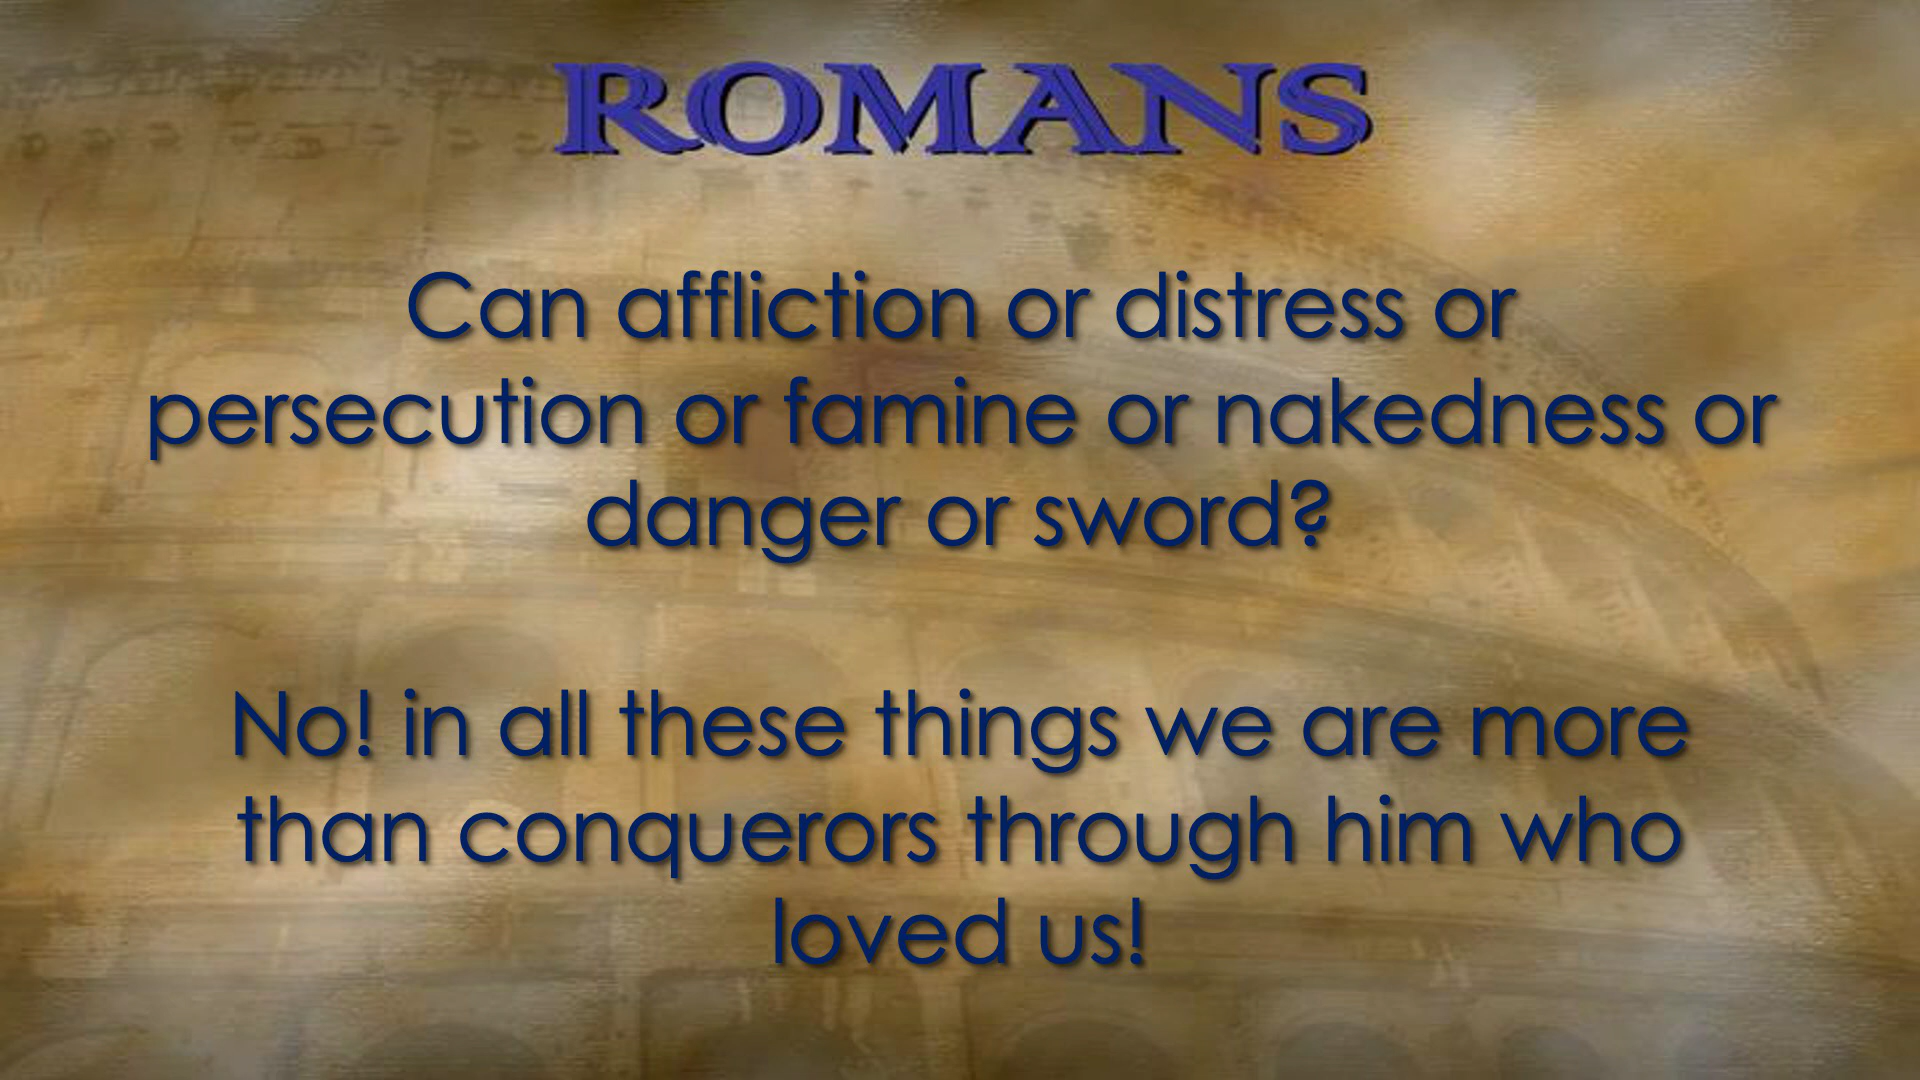 ROMANS
Can affliction or distress or
persecution or famine or nakedness or
danger or sword?
No! in all these things we are more
than conquerors through him who
loved us!